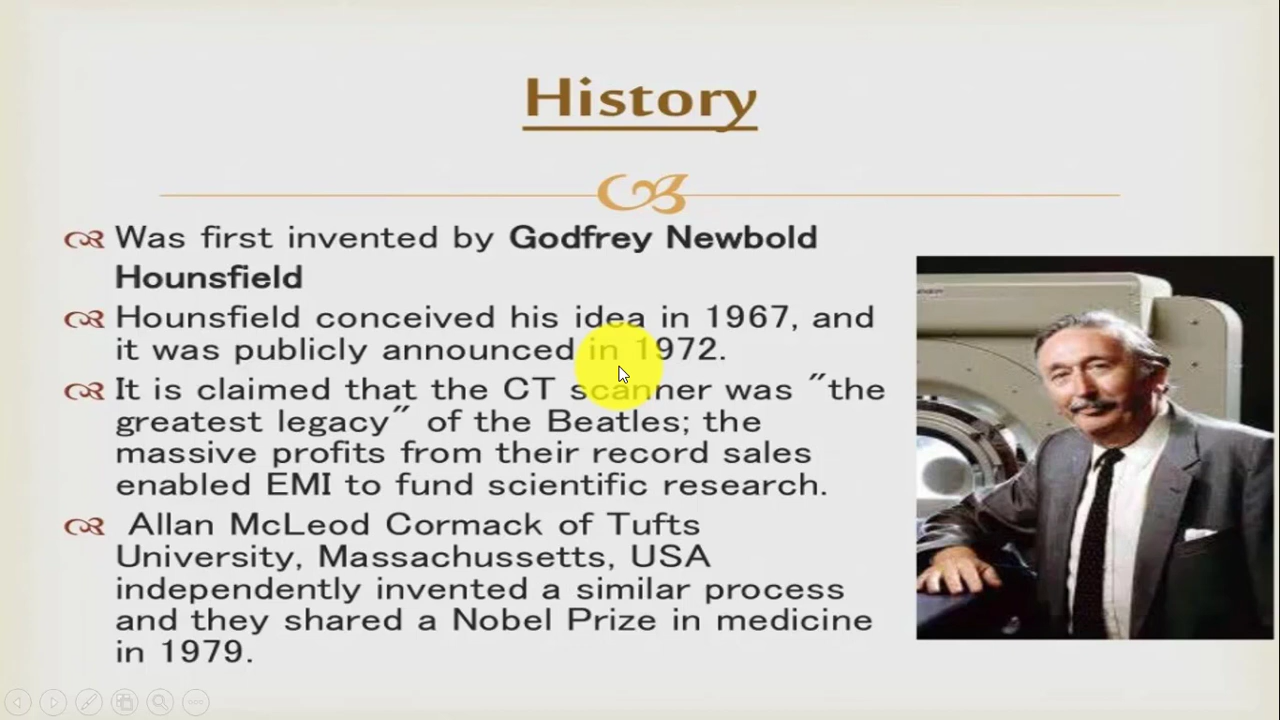 History
Was first invented by Godfrey Newbold
Hounsfield
Hounsfield conceived his idea in 1967, and
it was publicly announced in 1972.
It is claimed that the CT scanner was "the
greatest legacy" of the Beatles; the
massive profits from their record sales
enabled EMI to fund scientific research.
Allan McLeod Cormack of Tufts
University, Massachussetts, USA
independently invented a similar process
and they shared a Nobel Prize in medicine
in 1979.